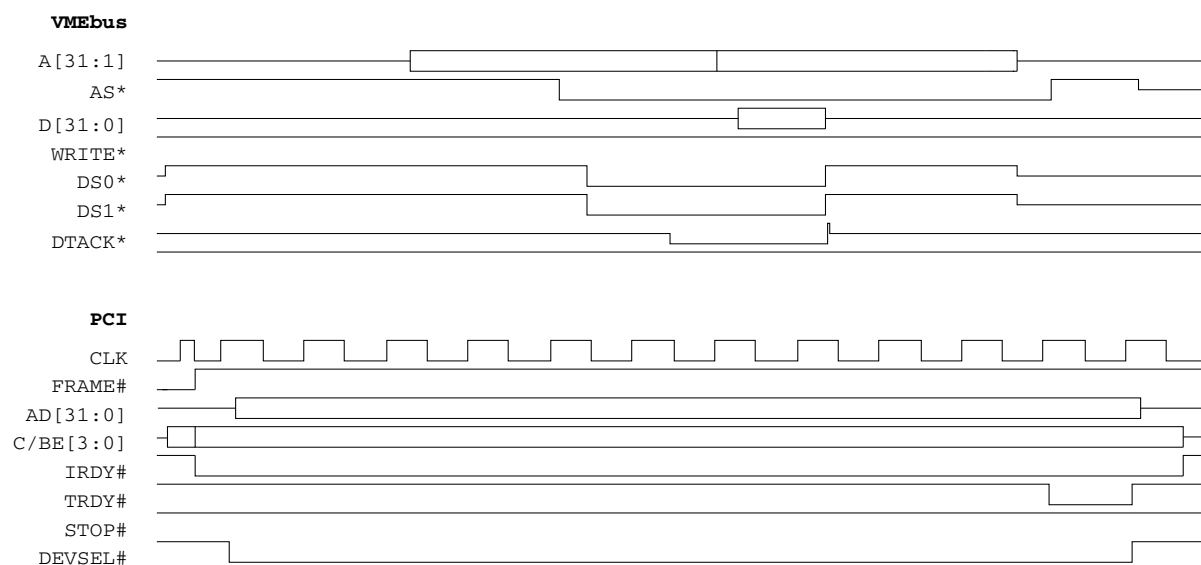 VMEbus
A[31:1]
AS*
D[31:0]
WRITE*
DS0*
DS1*
DTACK*
PCI
CLK
FRAME#
AD[31:0]
C/BE[3:0]
IRDY#
TRDY#
STOP#
DEVSEL#